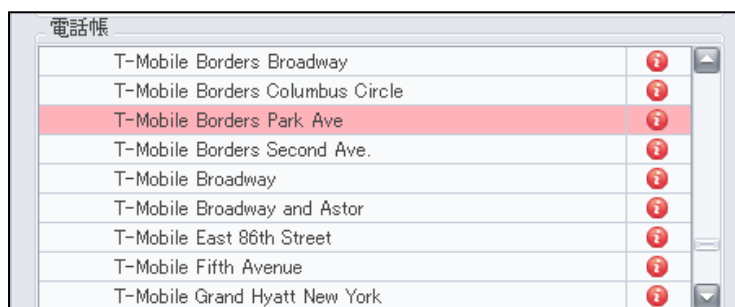 電話帳
T-Mobile Borders Broadway
T-Mobile Borders Columbus Circle
T-Mobile Borders Park Ave
T-Mobile Borders Second Ave.
T-Mobile Broadway
T-Mobile Broadway and Astor
T-Mobile East 86th Street
T-Mobile Fifth Avenue
T-Mobile Grand Hyatt New York